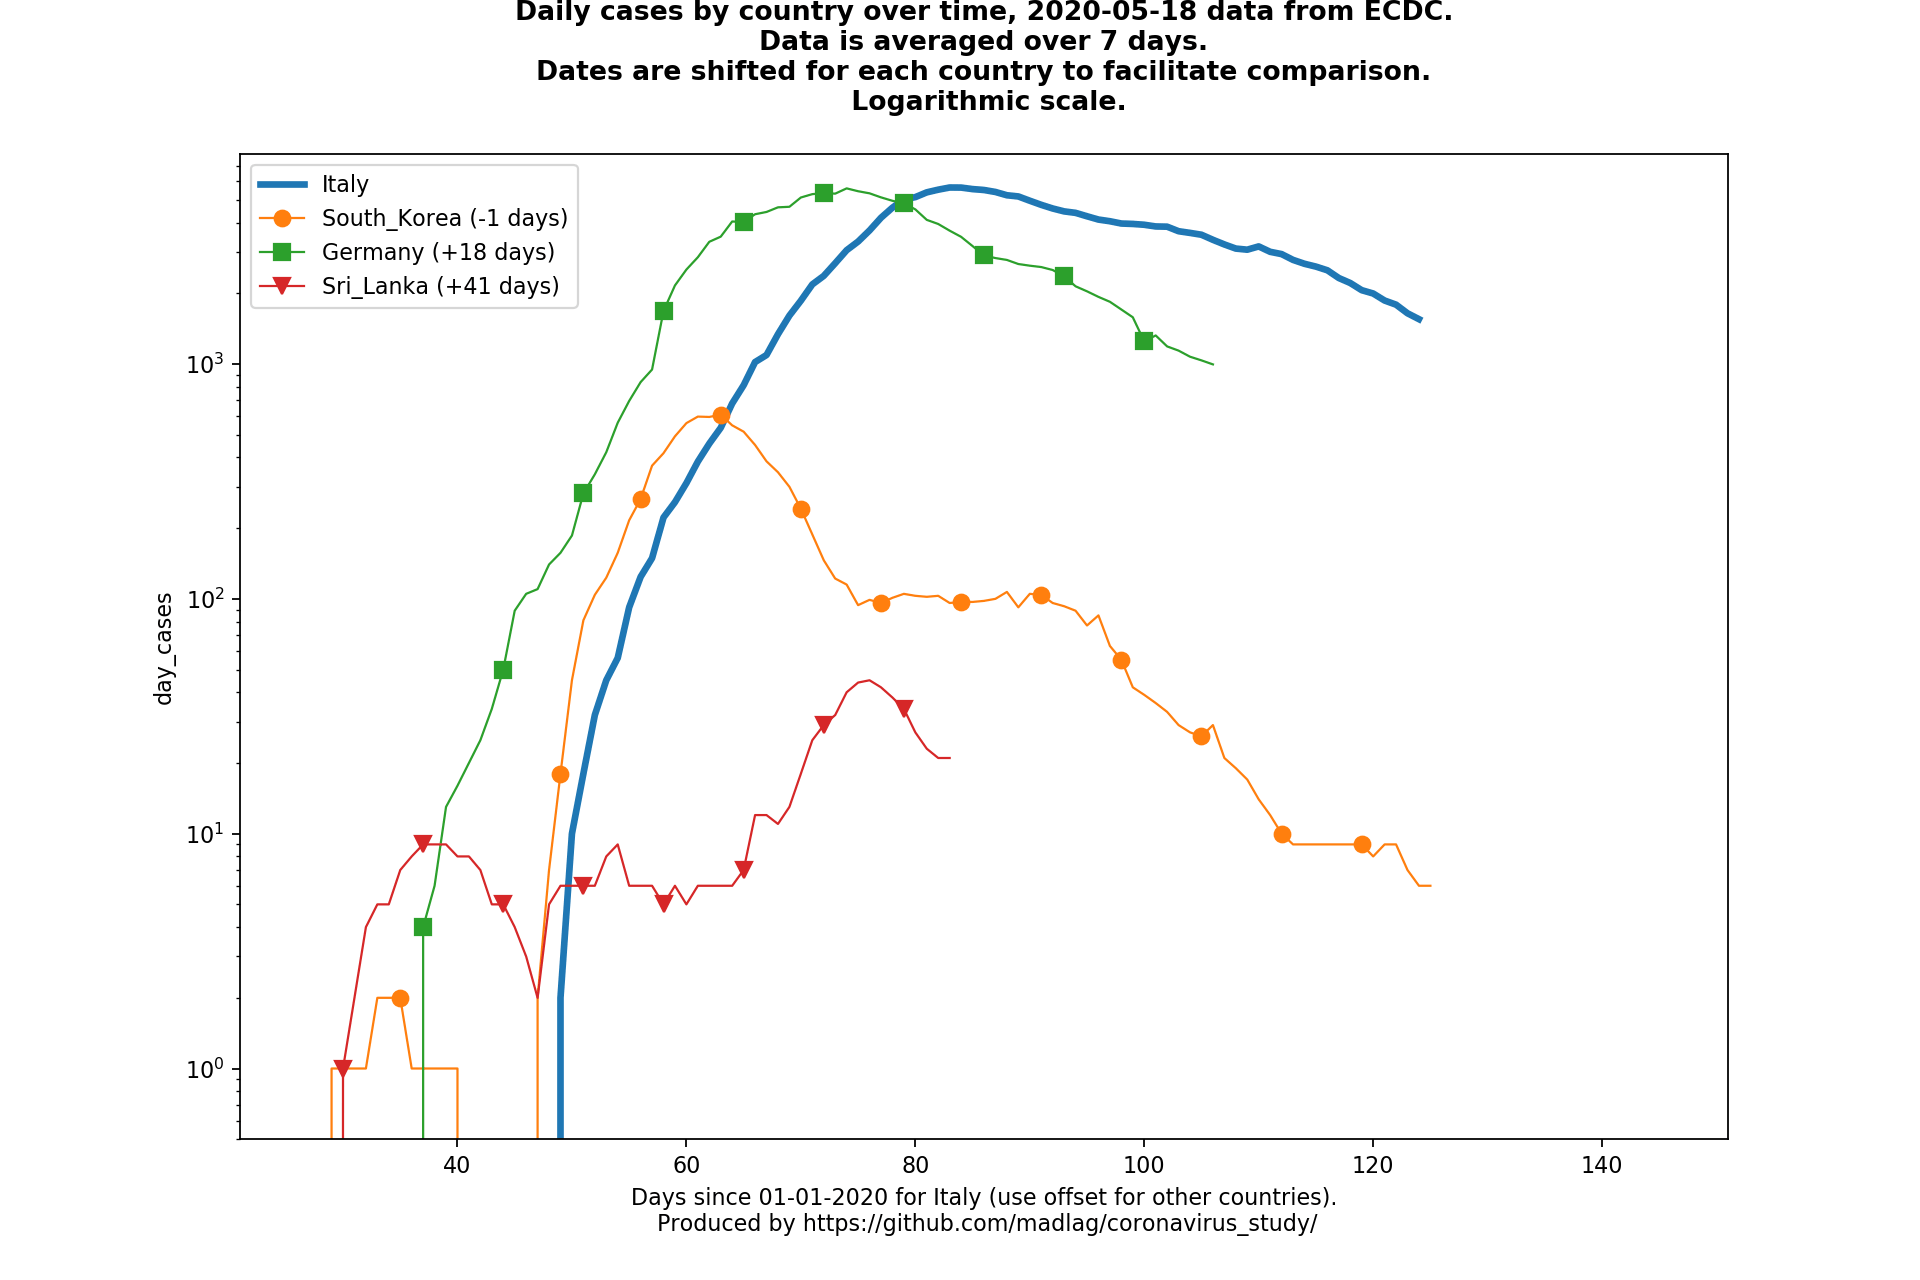 Daily cases by country over time, 2020-05-18 data from ECDC.
Data is averaged over 7 days.
Dates are shifted for each country to facilitate comparison.
Logarithmic scale.
Italy
South_Korea (-1 days)
Germany (+18 days)
Sri_Lanka (+41 days)
day_cases
10³
10²
10¹
10⁰
40 60 80 100 120 140
Days since 01-01-2020 for Italy (use offset for other countries).
Produced by https://github.com/madlag/coronavirus_study/